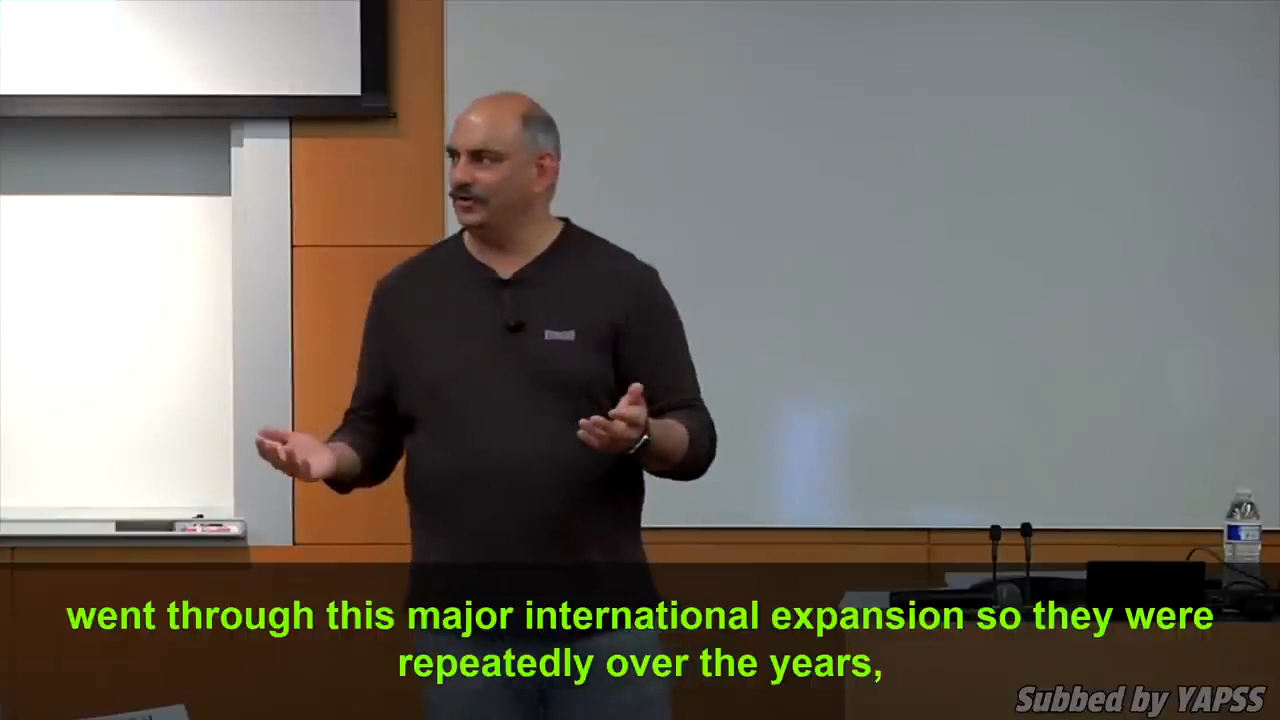 went through this major international expansion so they were
repeatedly over the years,
Subbed by YAPSS